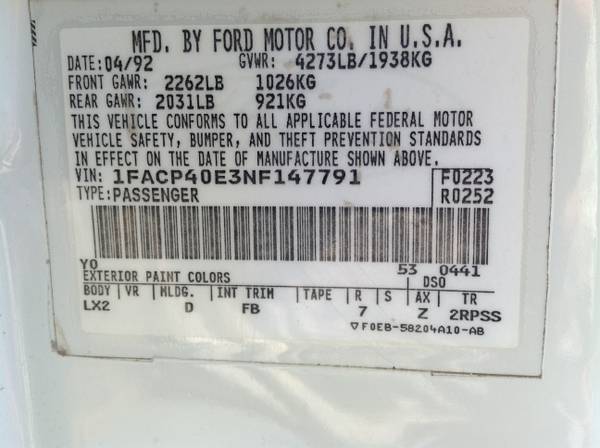 MFD. BY FORD MOTOR CO. IN U.S.A.
DATE: 04/92 GVWR: 4273LB/1938KG
FRONT GAWR: 2262LB 1026KG
REAR GAWR: 2031LB 921KG
THIS VEHICLE CONFORMS TO ALL APPLICABLE FEDERAL MOTOR
VEHICLE SAFETY, BUMPER, AND THEFT PREVENTION STANDARDS
IN EFFECT ON THE DATE OF MANUFACTURE SHOWN ABOVE.
VIN: 1FACP40E3NF147791 F0223
TYPE: PASSENGER R0252
YO 53 0441
EXTERIOR PAINT COLORS DSO
BODY | VR | MLDG. | INT TRIM | TAPE | R | S | AX | TR
LX2 D FB 7 Z 2RPSS
▽ F0EB-58204A10-AB